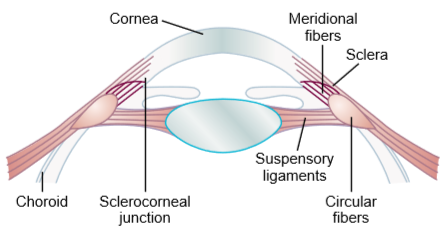 Cornea
Meridional
fibers
Sclera
Suspensory
ligaments
Choroid
Sclerocorneal
junction
Circular
fibers